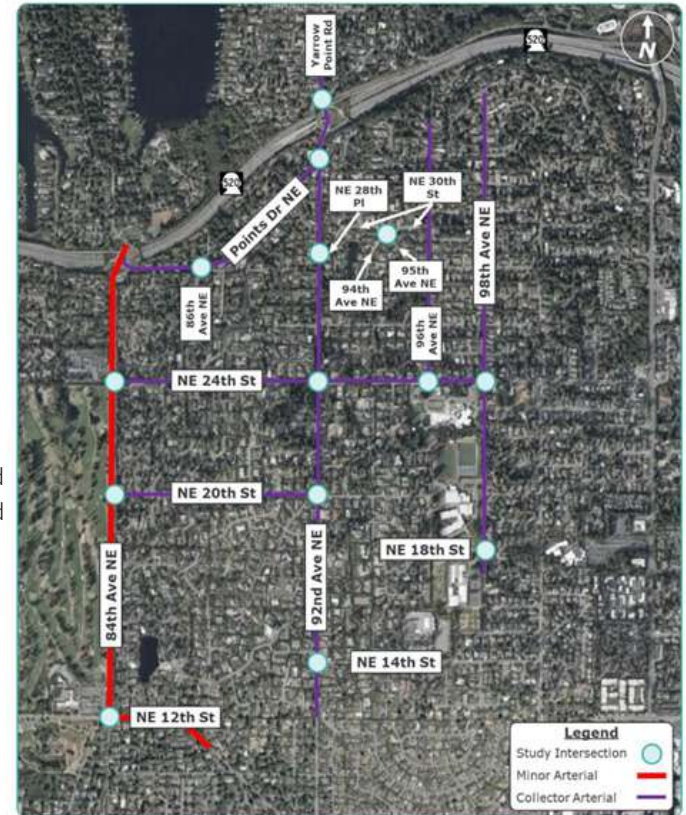 Yarrow
Point Rd
520
N
520
NE 28th
Pl
NE 30th
St
Points Dr NE
94th
Ave NE
95th
Ave NE
98th Ave NE
86th
Ave NE
96th
Ave NE
NE 24th St
NE 20th St
84th Ave NE
92nd Ave NE
NE 18th St
NE 14th St
NE 12th St
Legend
Study Intersection
Minor Arterial
Collector Arterial
d
d